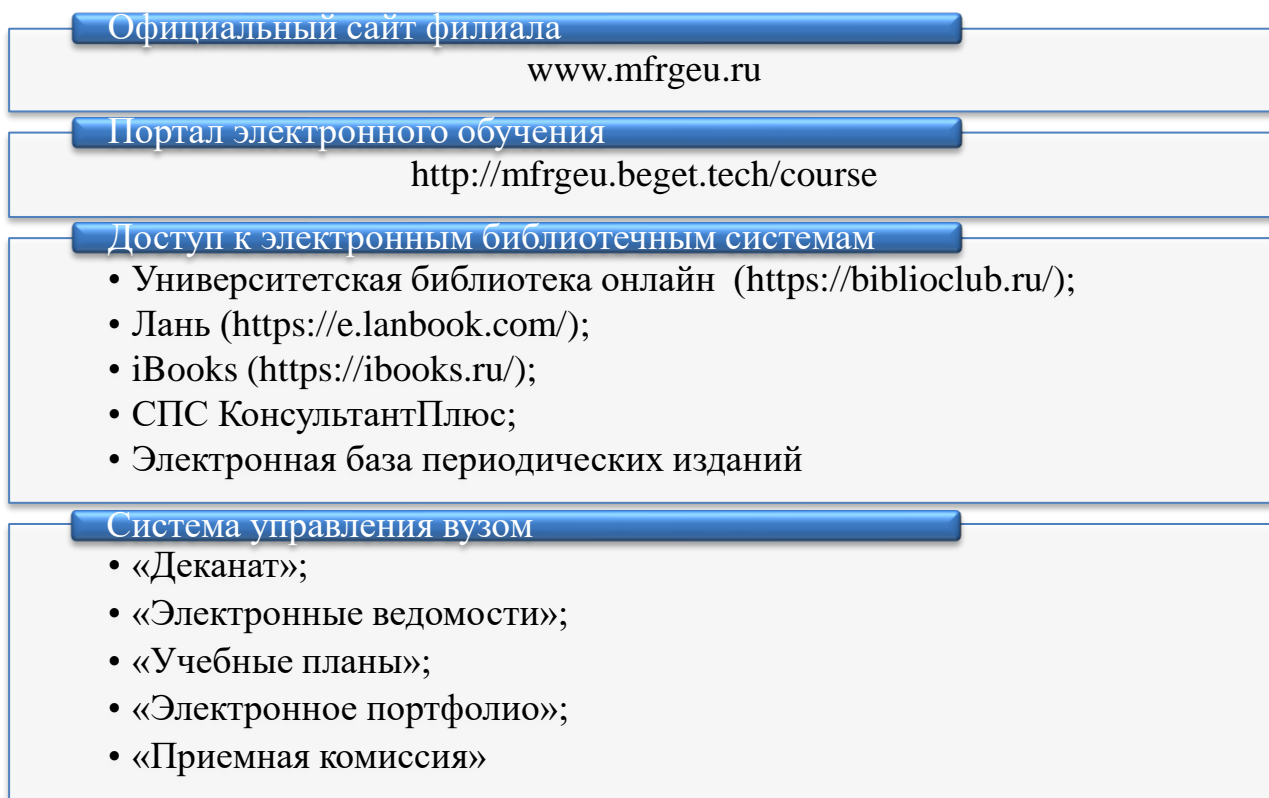 Официальный сайт филиала
www.mfrgeu.ru
Портал электронного обучения
http://mfrgeu.beget.tech/course
Доступ к электронным библиотечным системам
• Университетская библиотека онлайн (https://biblioclub.ru/);
• Лань (https://e.lanbook.com/);
• iBooks (https://ibooks.ru/);
• СПС КонсультантПлюс;
• Электронная база периодических изданий
Система управления вузом
• «Деканат»;
• «Электронные ведомости»;
• «Учебные планы»;
• «Электронное портфолио»;
• «Приемная комиссия»